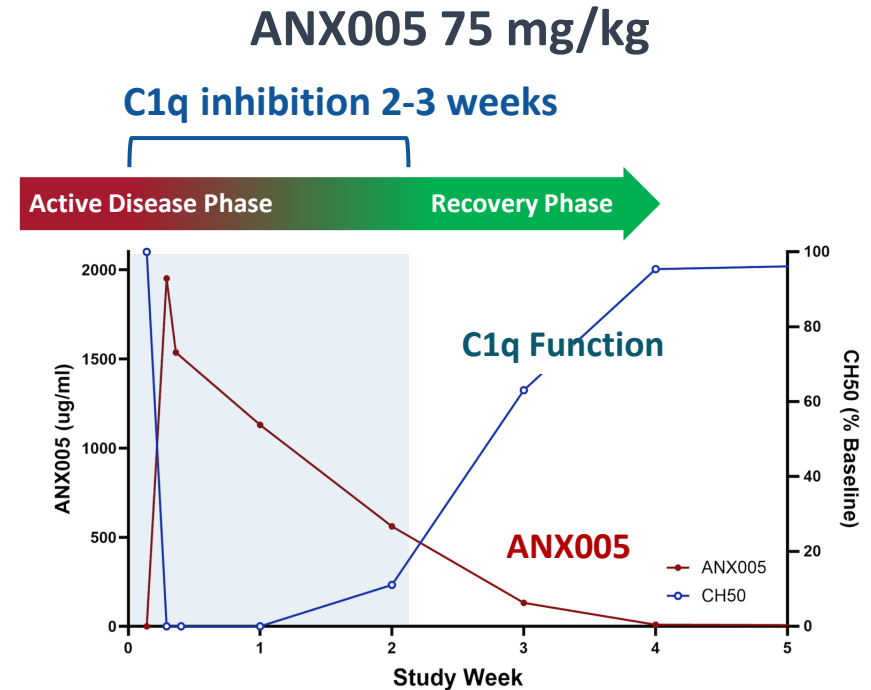 ANX005 75 mg/kg
C1q inhibition 2-3 weeks
Active Disease Phase
Recovery Phase
2000
1500
1000
500
0
ANX005 (ug/ml)
100
80
60
40
20
0
CH50 (% Baseline)
C1q Function
ANX005
ANX005
CH50
0 1 2 3 4 5
Study Week